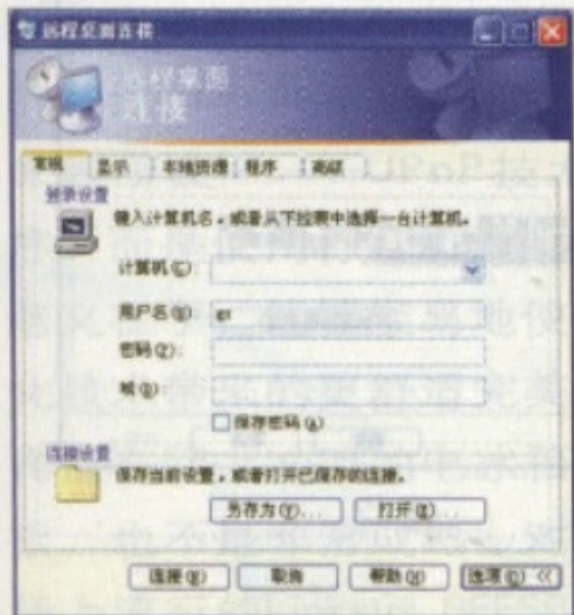 远程桌面连接
远程桌面
连接
常规 显示 本地资源 程序 高级
登录设置
键入计算机名，或者从下拉列表中选择一台计算机。
计算机(C):
用户名(U):
密码(P):
域(D):
保存密码(A)
连接设置
保存当前设置，或者打开已保存的连接。
另存为(V)... 打开(E)...
连接(N) 取消 帮助(H) 选项(O) <<